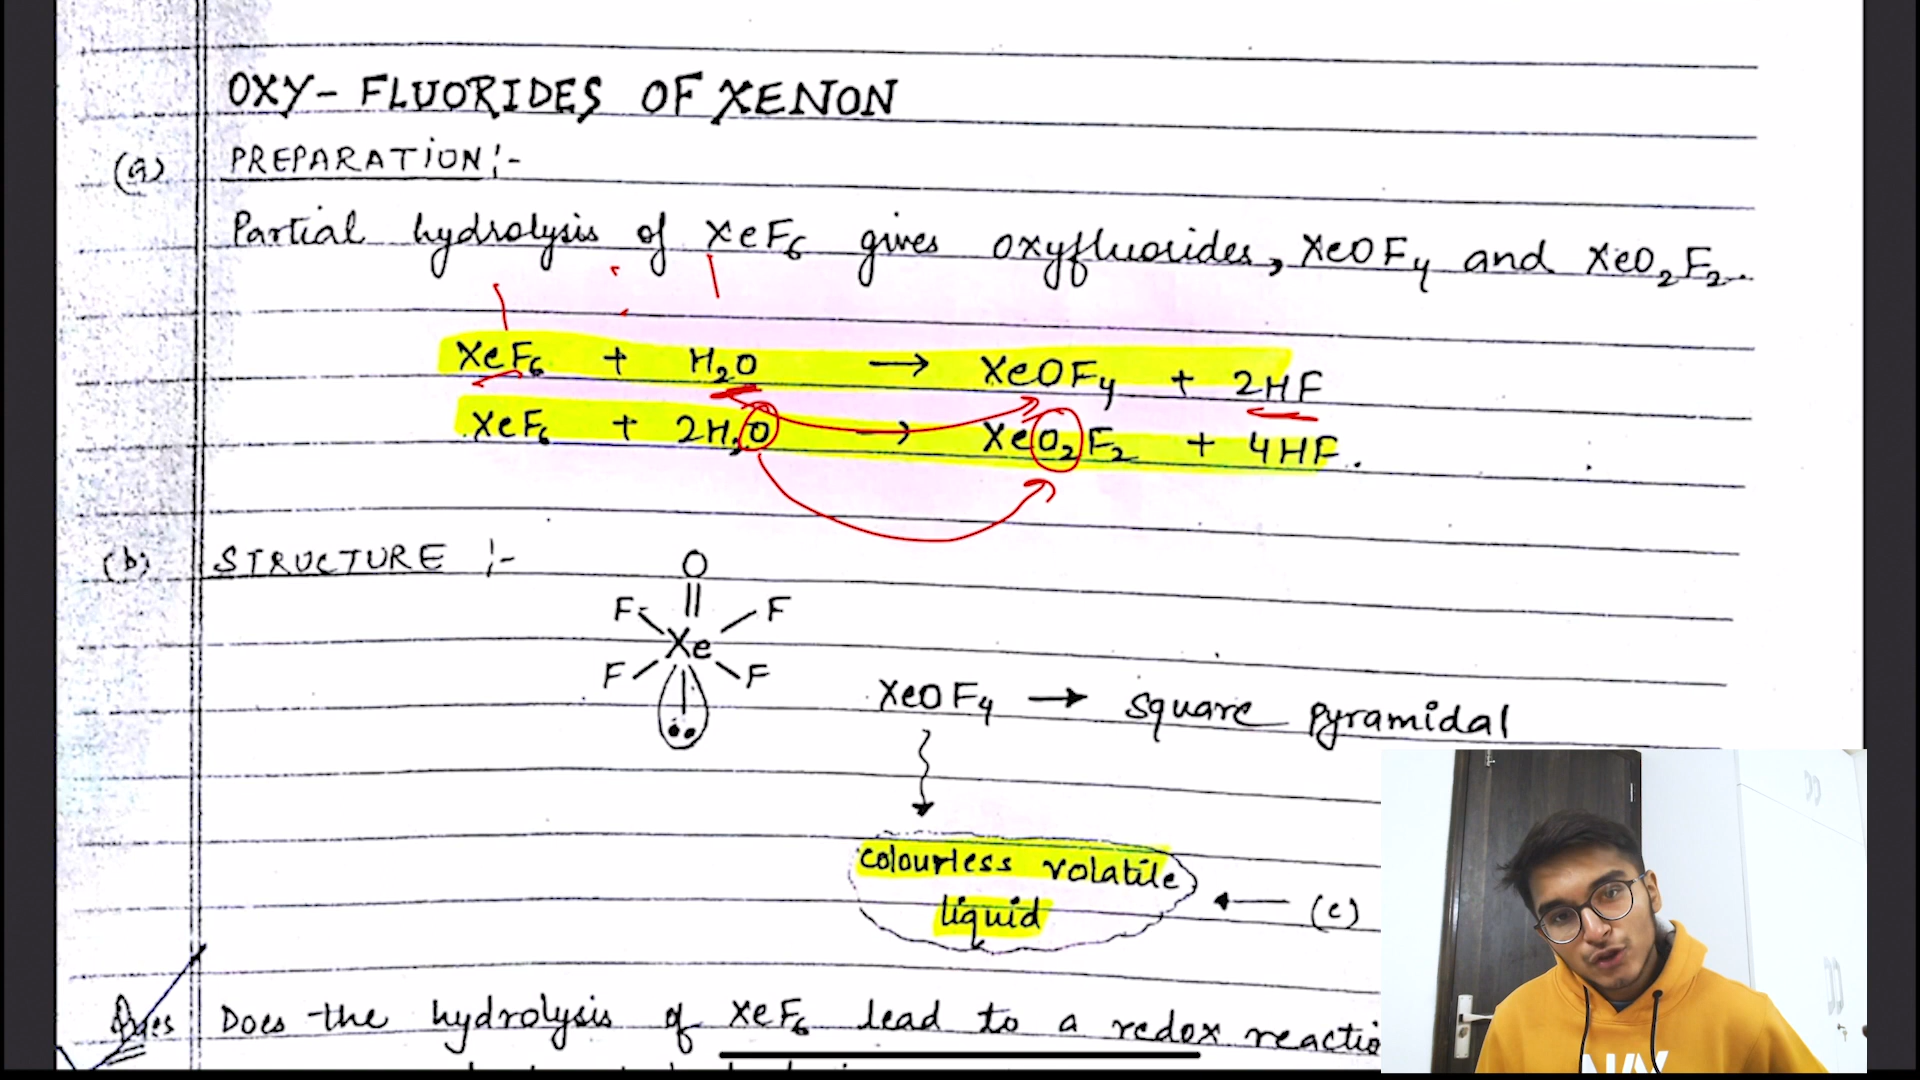 OXY-FLUORIDES OF XENON
(a) PREPARATION:-
Partial hydrolysis of XeF₆ gives oxyfluorides, XeOF₄ and XeO₂F₂.
XeF₆ + H₂O → XeOF₄ + 2HF
XeF₆ + 2H₂O → XeO₂F₂ + 4HF.
(b) STRUCTURE :-
O
F F
Xe
F F
XeOF₄ → square pyramidal
colourless volatile
liquid ← (c)
Ques Does the hydrolysis of XeF₆ lead to a redox reactio